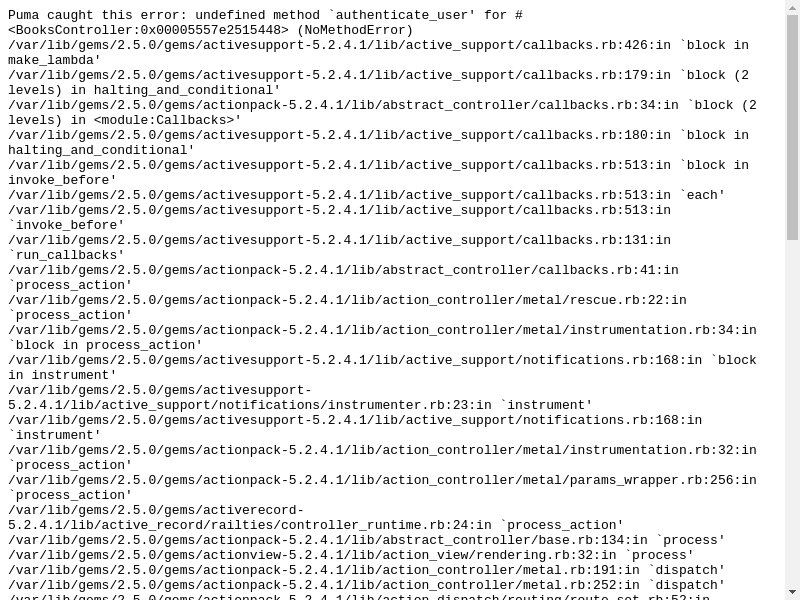 Puma caught this error: undefined method `authenticate_user' for #
<BooksController:0x00005557e2515448> (NoMethodError)
/var/lib/gems/2.5.0/gems/activesupport-5.2.4.1/lib/active_support/callbacks.rb:426:in `block in
make_lambda'
/var/lib/gems/2.5.0/gems/activesupport-5.2.4.1/lib/active_support/callbacks.rb:179:in `block (2
levels) in halting_and_conditional'
/var/lib/gems/2.5.0/gems/actionpack-5.2.4.1/lib/abstract_controller/callbacks.rb:34:in `block (2
levels) in <module:Callbacks>'
/var/lib/gems/2.5.0/gems/activesupport-5.2.4.1/lib/active_support/callbacks.rb:180:in `block in
halting_and_conditional'
/var/lib/gems/2.5.0/gems/activesupport-5.2.4.1/lib/active_support/callbacks.rb:513:in `block in
invoke_before'
/var/lib/gems/2.5.0/gems/activesupport-5.2.4.1/lib/active_support/callbacks.rb:513:in `each'
/var/lib/gems/2.5.0/gems/activesupport-5.2.4.1/lib/active_support/callbacks.rb:513:in
`invoke_before'
/var/lib/gems/2.5.0/gems/activesupport-5.2.4.1/lib/active_support/callbacks.rb:131:in
`run_callbacks'
/var/lib/gems/2.5.0/gems/actionpack-5.2.4.1/lib/abstract_controller/callbacks.rb:41:in
`process_action'
/var/lib/gems/2.5.0/gems/actionpack-5.2.4.1/lib/action_controller/metal/rescue.rb:22:in
`process_action'
/var/lib/gems/2.5.0/gems/actionpack-5.2.4.1/lib/action_controller/metal/instrumentation.rb:34:in
`block in process_action'
/var/lib/gems/2.5.0/gems/activesupport-5.2.4.1/lib/active_support/notifications.rb:168:in `block
in instrument'
/var/lib/gems/2.5.0/gems/activesupport-
5.2.4.1/lib/active_support/notifications/instrumenter.rb:23:in `instrument'
/var/lib/gems/2.5.0/gems/activesupport-5.2.4.1/lib/active_support/notifications.rb:168:in
`instrument'
/var/lib/gems/2.5.0/gems/actionpack-5.2.4.1/lib/action_controller/metal/instrumentation.rb:32:in
`process_action'
/var/lib/gems/2.5.0/gems/actionpack-5.2.4.1/lib/action_controller/metal/params_wrapper.rb:256:in
`process_action'
/var/lib/gems/2.5.0/gems/activerecord-
5.2.4.1/lib/active_record/railties/controller_runtime.rb:24:in `process_action'
/var/lib/gems/2.5.0/gems/actionpack-5.2.4.1/lib/abstract_controller/base.rb:134:in `process'
/var/lib/gems/2.5.0/gems/actionview-5.2.4.1/lib/action_view/rendering.rb:32:in `process'
/var/lib/gems/2.5.0/gems/actionpack-5.2.4.1/lib/action_controller/metal.rb:191:in `dispatch'
/var/lib/gems/2.5.0/gems/actionpack-5.2.4.1/lib/action_controller/metal.rb:252:in `dispatch'
/var/lib/gems/2.5.0/gems/actionpack-5.2.4.1/lib/action_dispatch/routing/route_set.rb:52:in